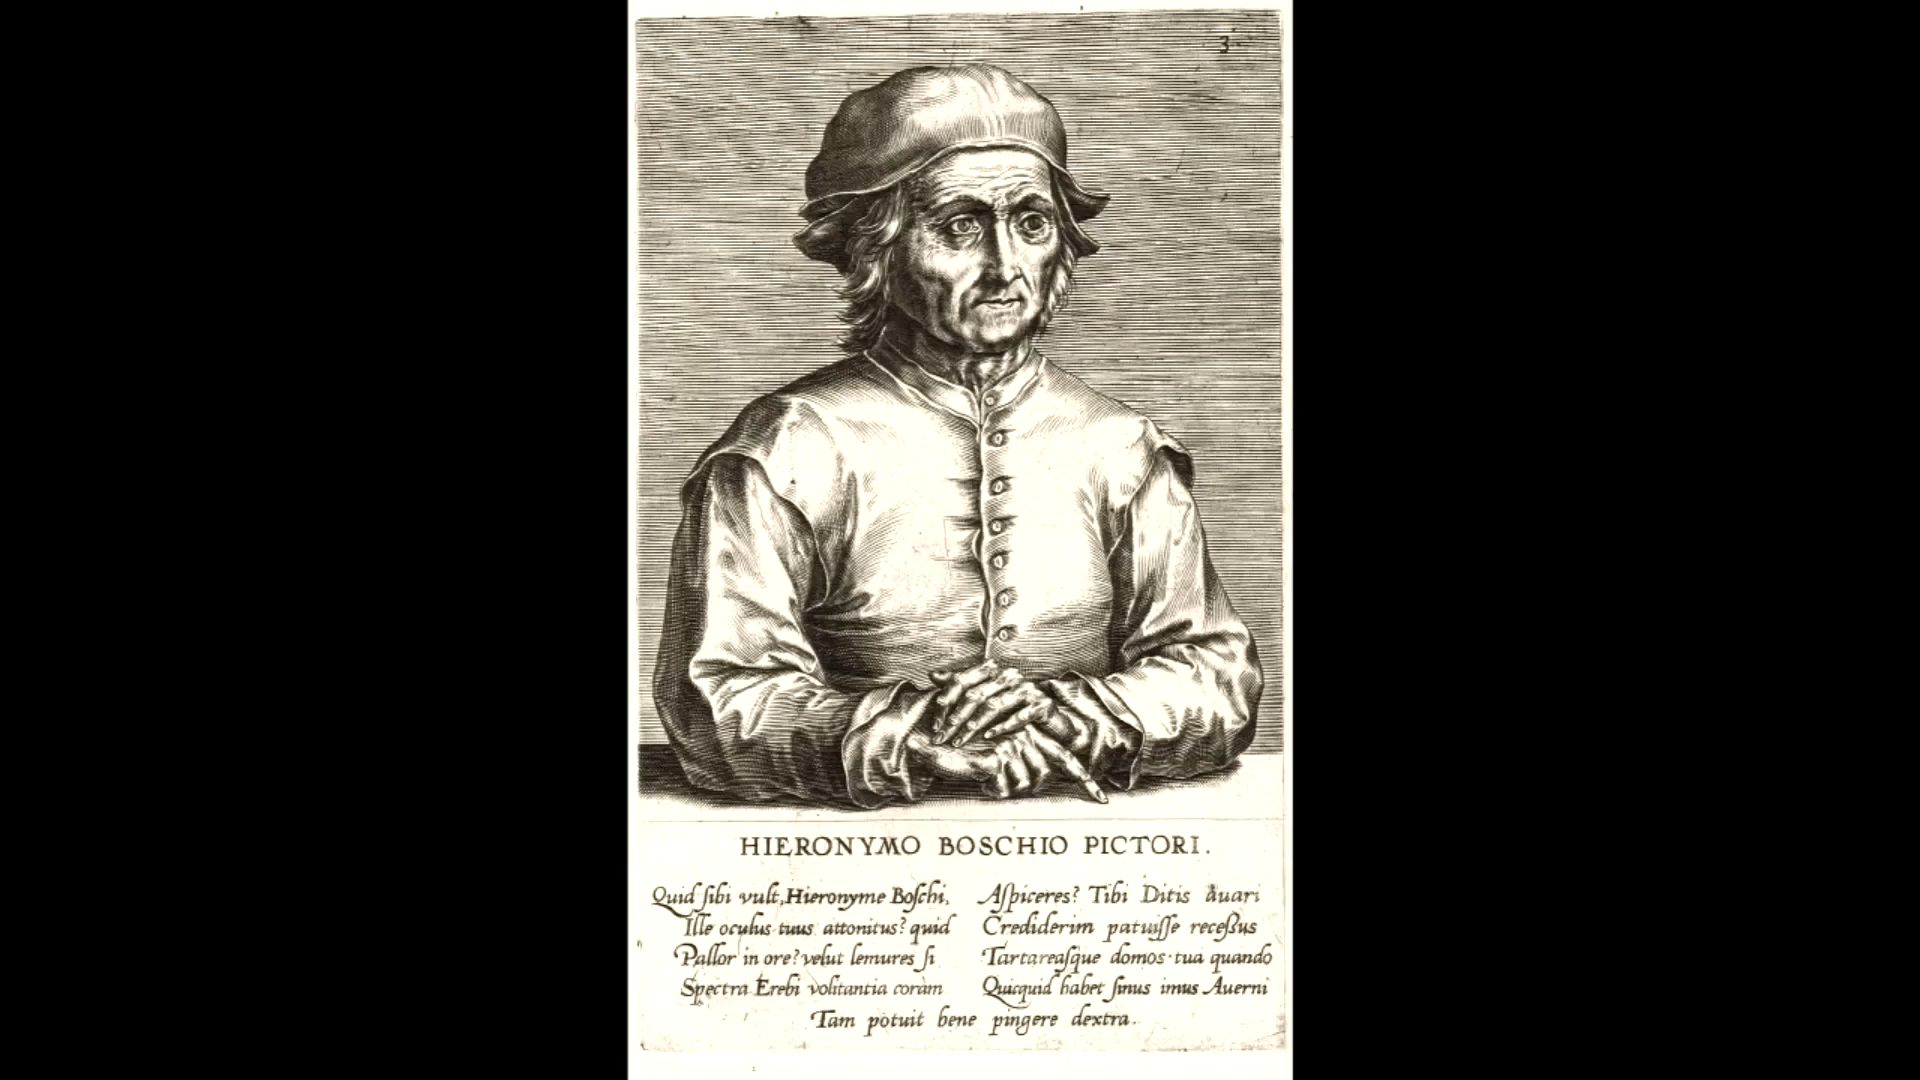 3
HIERONYMO BOSCHIO PICTORI.
Quid ſibi vult, Hieronyme Boſchi,
Ille oculus tuus attonitus? quid
Pallor in ore? velut lemures ſi
Spectra Erebi volitantia coràm
Aſpiceres? Tibi Ditis auari
Crediderim patuiſſe receſsus
Tartareaſque domos tua quando
Quicquid habet ſinus imus Auerni
Tam potuit bene pingere dextra.